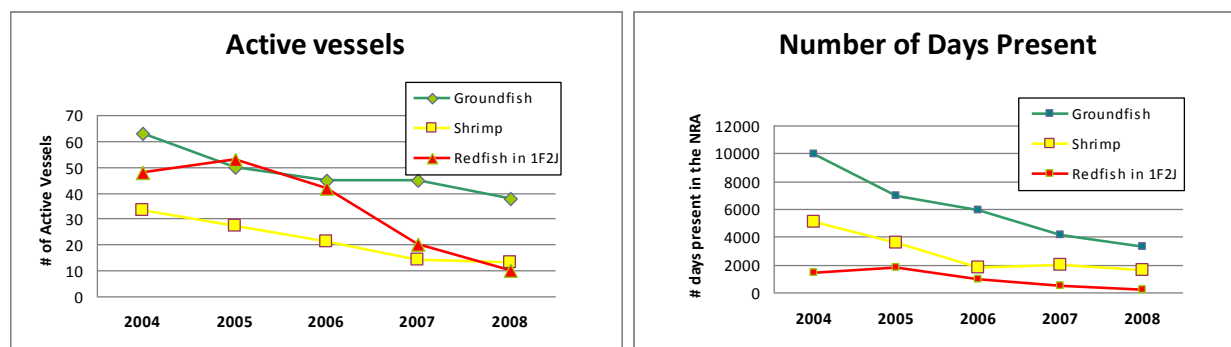 Active vessels
Groundfish
Shrimp
Redfish in 1F2J
# of Active Vessels
70
60
50
40
30
20
10
0
2004 2005 2006 2007 2008
Number of Days Present
Groundfish
Shrimp
Redfish in 1F2J
# days present in the NRA
12000
10000
8000
6000
4000
2000
0
2004 2005 2006 2007 2008